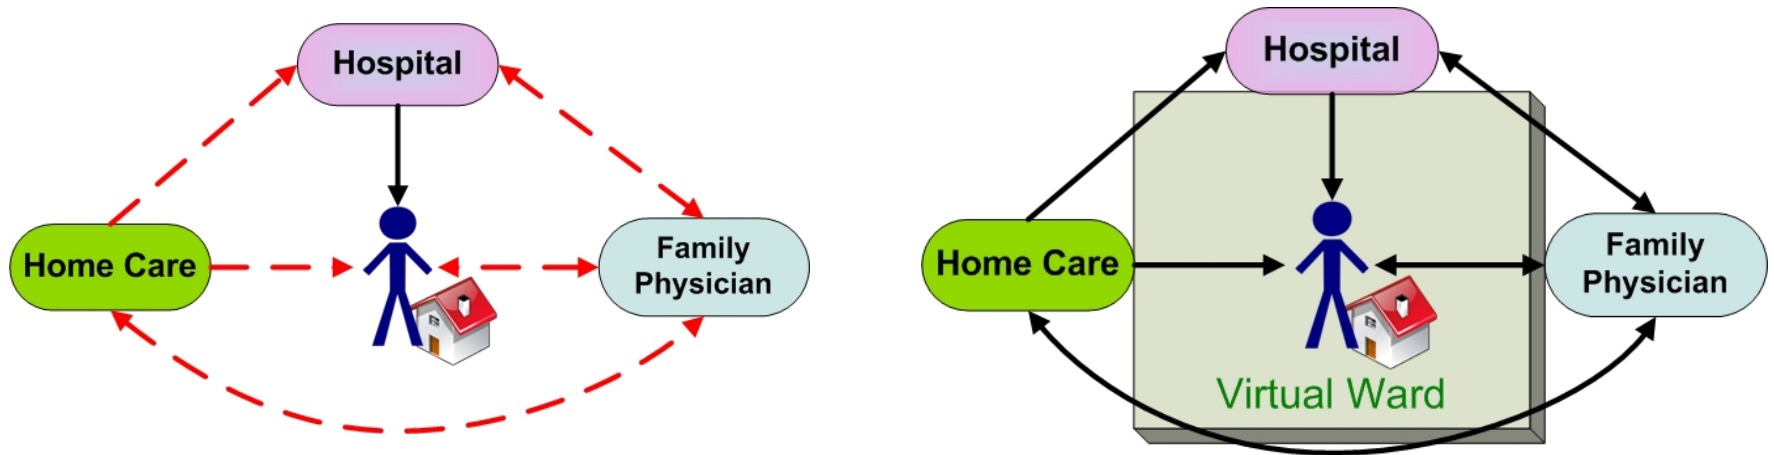 Hospital
Home Care
Family
Physician
Hospital
Home Care
Family
Physician
Virtual Ward